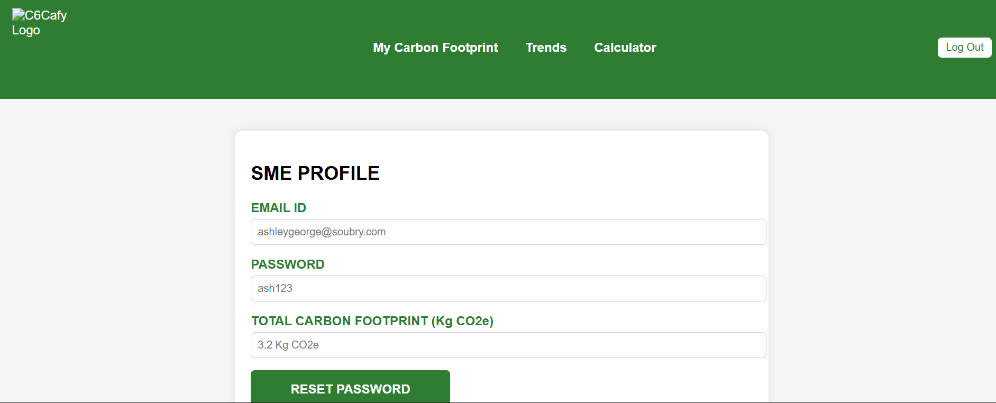 C6Cafy
Logo
My Carbon Footprint Trends Calculator
Log Out
SME PROFILE
EMAIL ID
ashleygeorge@soubry.com
PASSWORD
ash123
TOTAL CARBON FOOTPRINT (Kg CO2e)
3.2 Kg CO2e
RESET PASSWORD